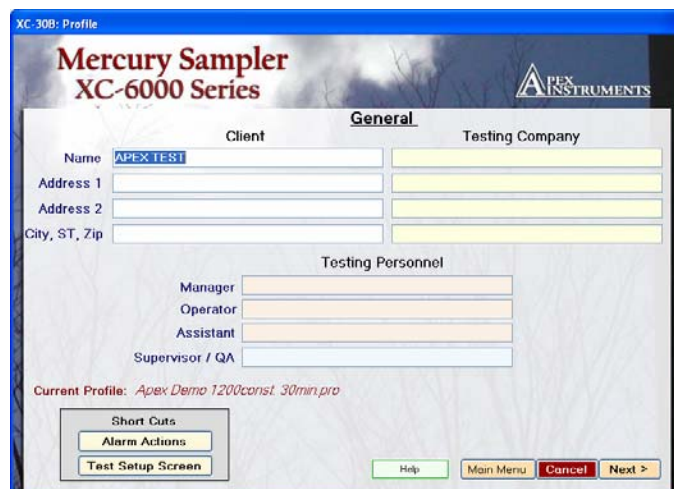 XC-30B: Profile
Mercury Sampler
XC-6000 Series
APEX INSTRUMENTS
General
Client Testing Company
Name APEX TEST
Address 1
Address 2
City, ST, Zip
Testing Personnel
Manager
Operator
Assistant
Supervisor / QA
Current Profile: Apex Demo 1200const. 30min.pro
Short Cuts
Alarm Actions
Test Setup Screen
Help Main Menu Cancel Next >